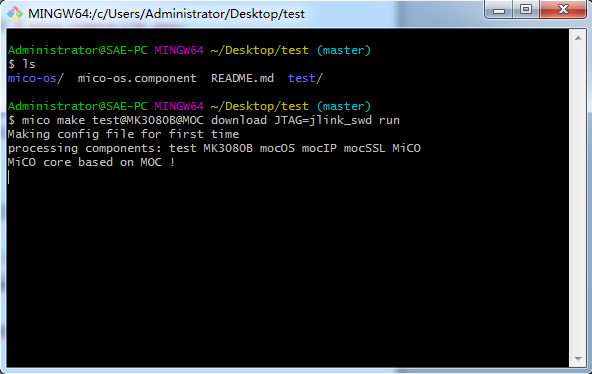 MINGW64:/c/Users/Administrator/Desktop/test
Administrator@SAE-PC MINGW64 ~/Desktop/test (master)
$ ls
mico-os/  mico-os.component  README.md  test/
Administrator@SAE-PC MINGW64 ~/Desktop/test (master)
$ mico make test@MK3080B@MOC download JTAG=jlink_swd run
Making config file for first time
processing components: test MK3080B mocOS mocIP mocSSL MiCO
MiCO core based on MOC !